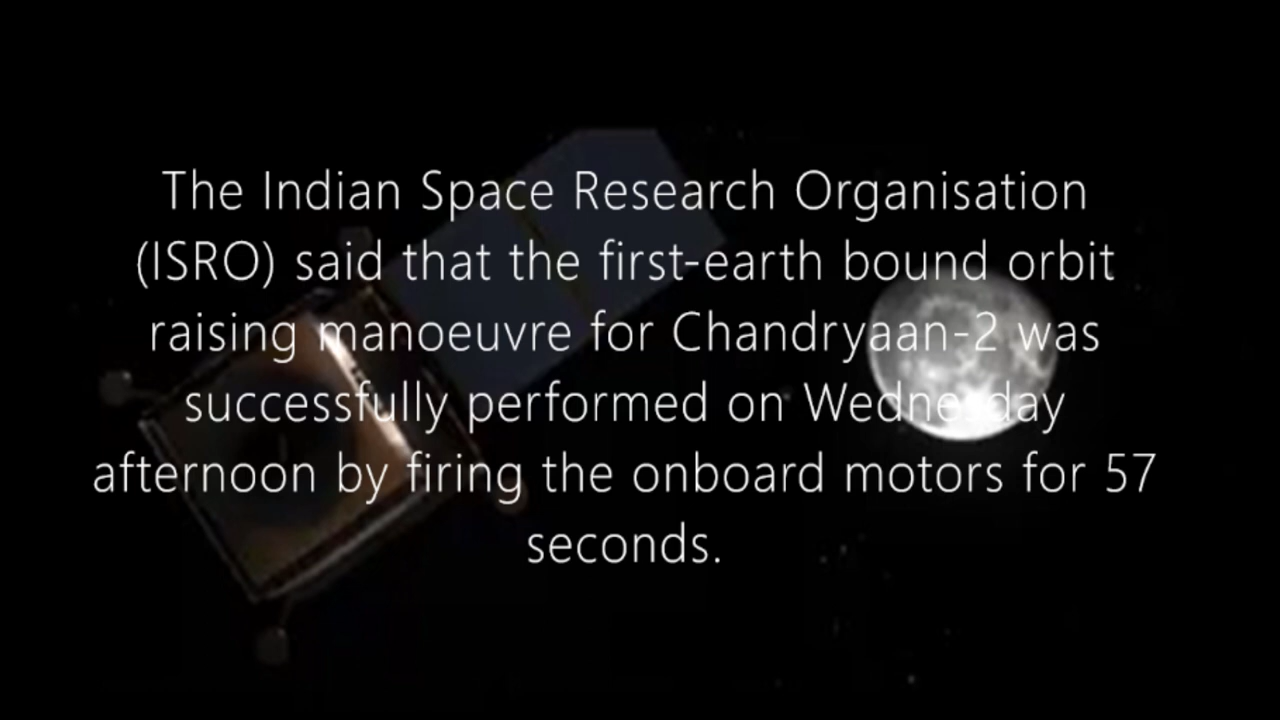 The Indian Space Research Organisation
(ISRO) said that the first-earth bound orbit
raising manoeuvre for Chandryaan-2 was
successfully performed on Wednesday
afternoon by firing the onboard motors for 57
seconds.